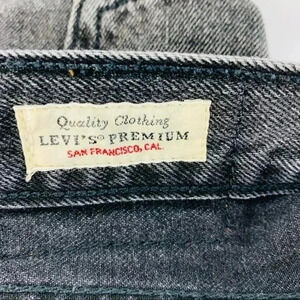 Quality Clothing
LEVI'S® PREMIUM
SAN FRANCISCO, CAL.